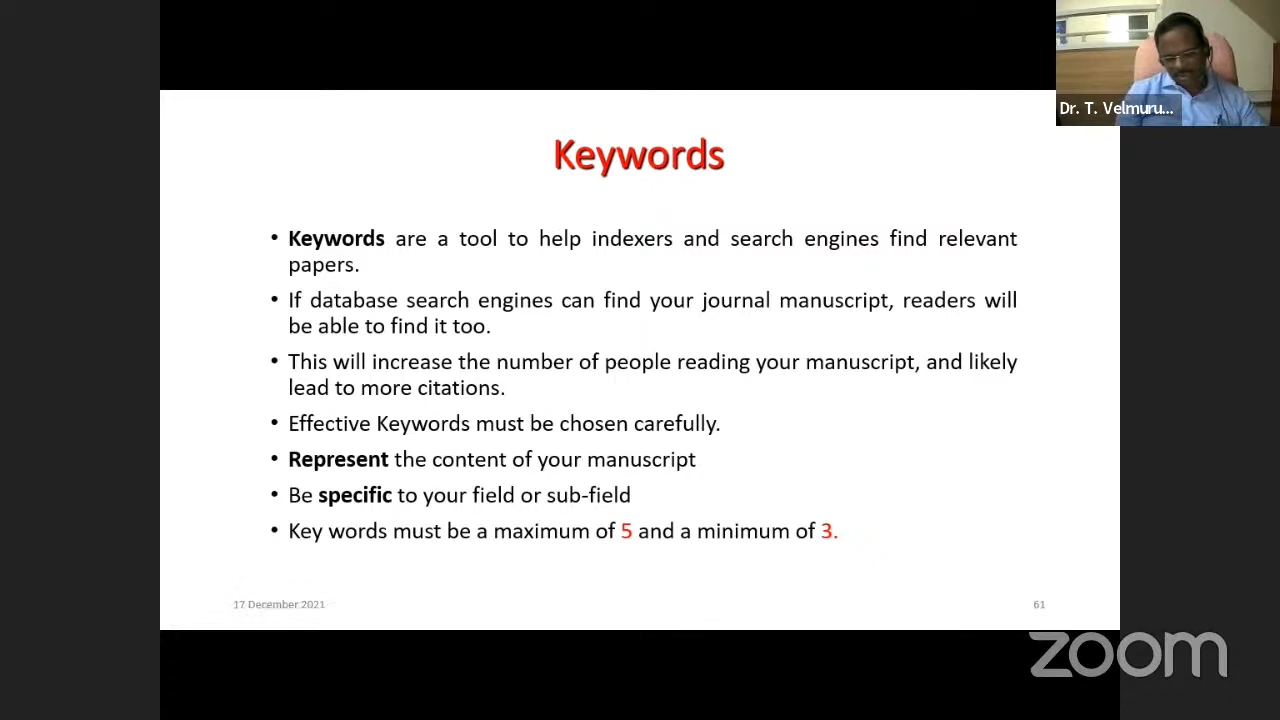 Dr. T. Velmuru...
Keywords
• Keywords are a tool to help indexers and search engines find relevant
papers.
• If database search engines can find your journal manuscript, readers will
be able to find it too.
• This will increase the number of people reading your manuscript, and likely
lead to more citations.
• Effective Keywords must be chosen carefully.
• Represent the content of your manuscript
• Be specific to your field or sub-field
• Key words must be a maximum of 5 and a minimum of 3.
17 December 2021
61
zoom